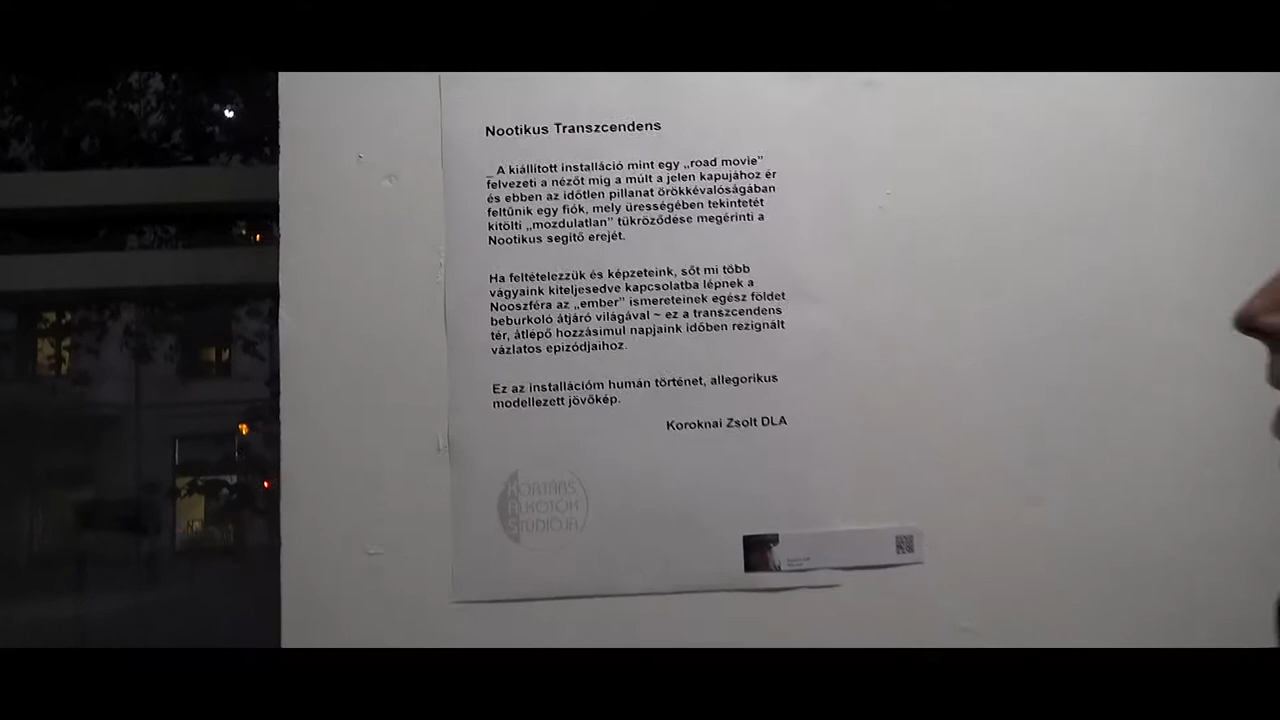 Nootikus Transzcendens
_ A kiállított installáció mint egy „road movie”
felvezeti a nézőt míg a múlt a jelen kapujához ér
és ebben az időtlen pillanat örökkévalóságában
feltűnik egy fiók, mely ürességében tekintetét
kitölti „mozdulatlan” tükröződése megérinti a
Nootikus segítő erejét.
Ha feltételezzük és képzeteink, sőt mi több
vágyaink kiteljesedve kapcsolatba lépnek a
Nooszféra az „ember” ismereteinek egész földet
beburkoló átjáró világával ~ ez a transzcendens
tér, átlépő hozzásimul napjaink időben rezignált
vázlatos epizódjaihoz.
Ez az installációm humán történet, allegorikus
modellezett jövőkép.
Koroknai Zsolt DLA
KORTÁRS
ALKOTÓK
STUDIÓJA